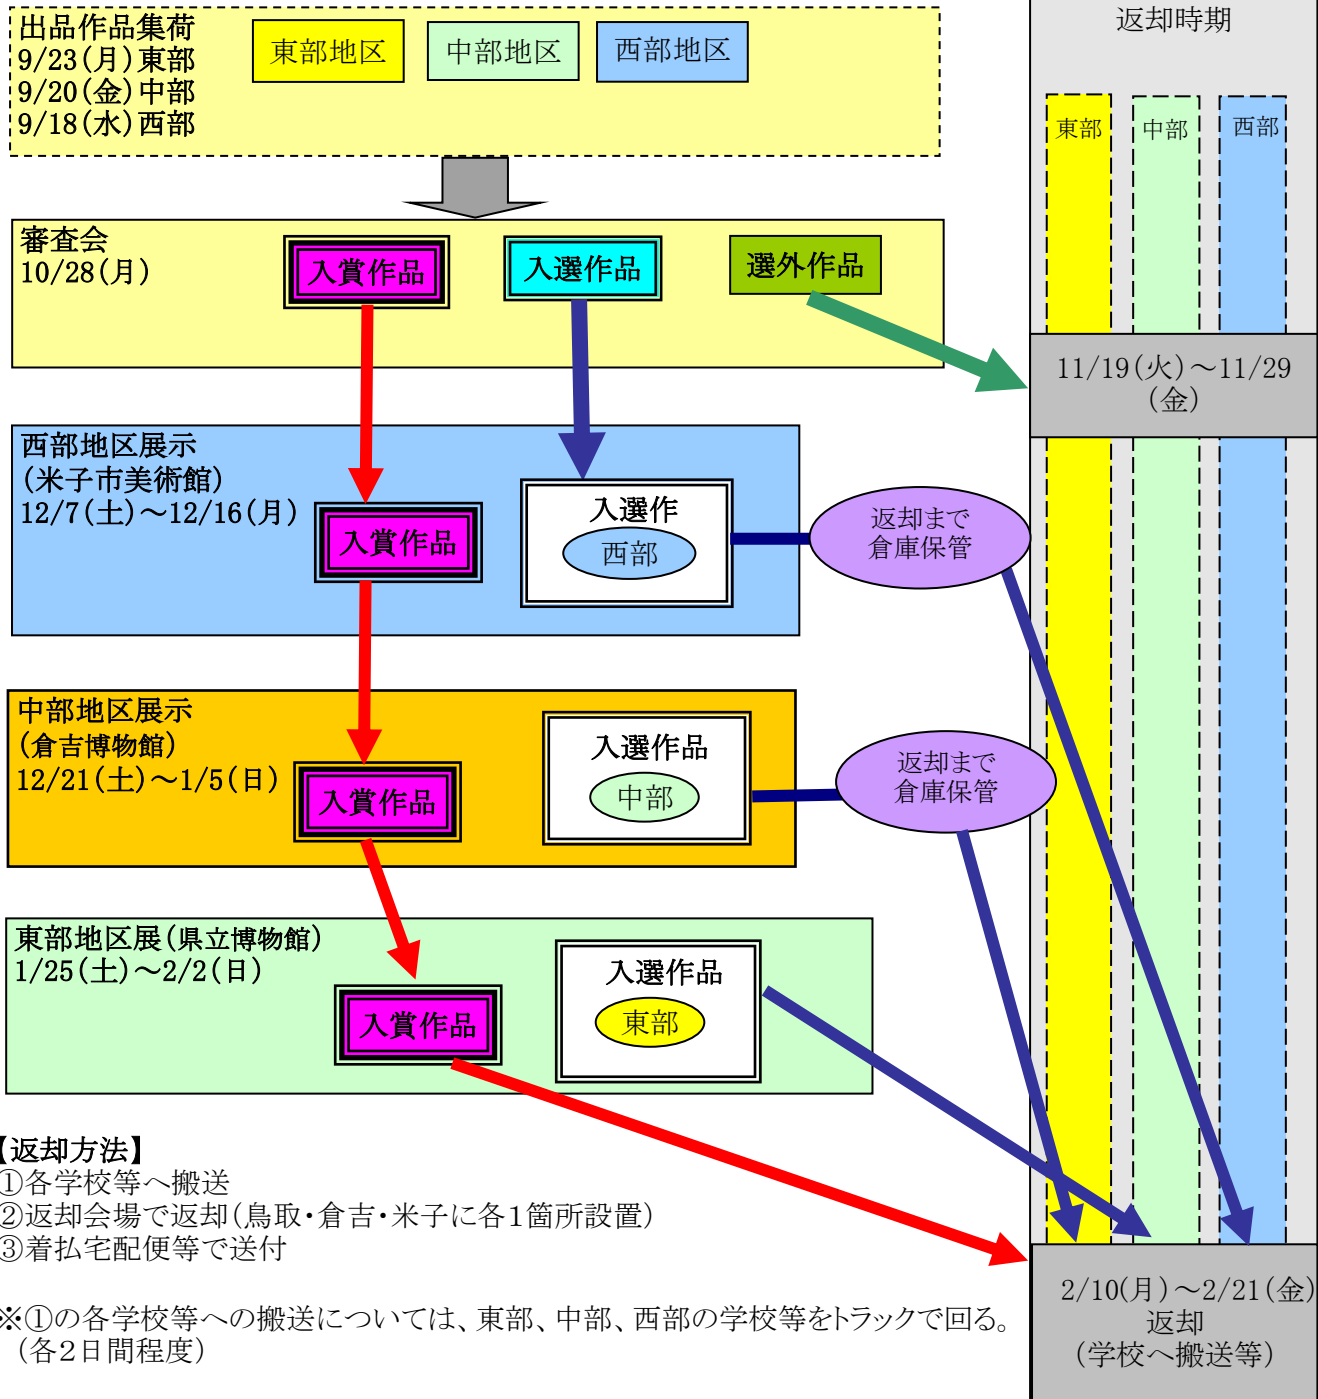 出品作品集荷
9/23(月)東部
9/20(金)中部
9/18(水)西部
東部地区
中部地区
西部地区
返却時期
東部
中部
西部
審査会
10/28(月)
入賞作品
入選作品
選外作品
11/19(火)～11/29
(金)
西部地区展示
(米子市美術館)
12/7(土)～12/16(月)
入賞作品
入選作
西部
返却まで
倉庫保管
中部地区展示
(倉吉博物館)
12/21(土)～1/5(日)
入賞作品
入選作品
中部
返却まで
倉庫保管
東部地区展(県立博物館)
1/25(土)～2/2(日)
入賞作品
入選作品
東部
【返却方法】
①各学校等へ搬送
②返却会場で返却(鳥取・倉吉・米子に各1箇所設置)
③着払宅配便等で送付
※①の各学校等への搬送については、東部、中部、西部の学校等をトラックで回る。
(各2日間程度)
2/10(月)～2/21(金)
返却
(学校へ搬送等)